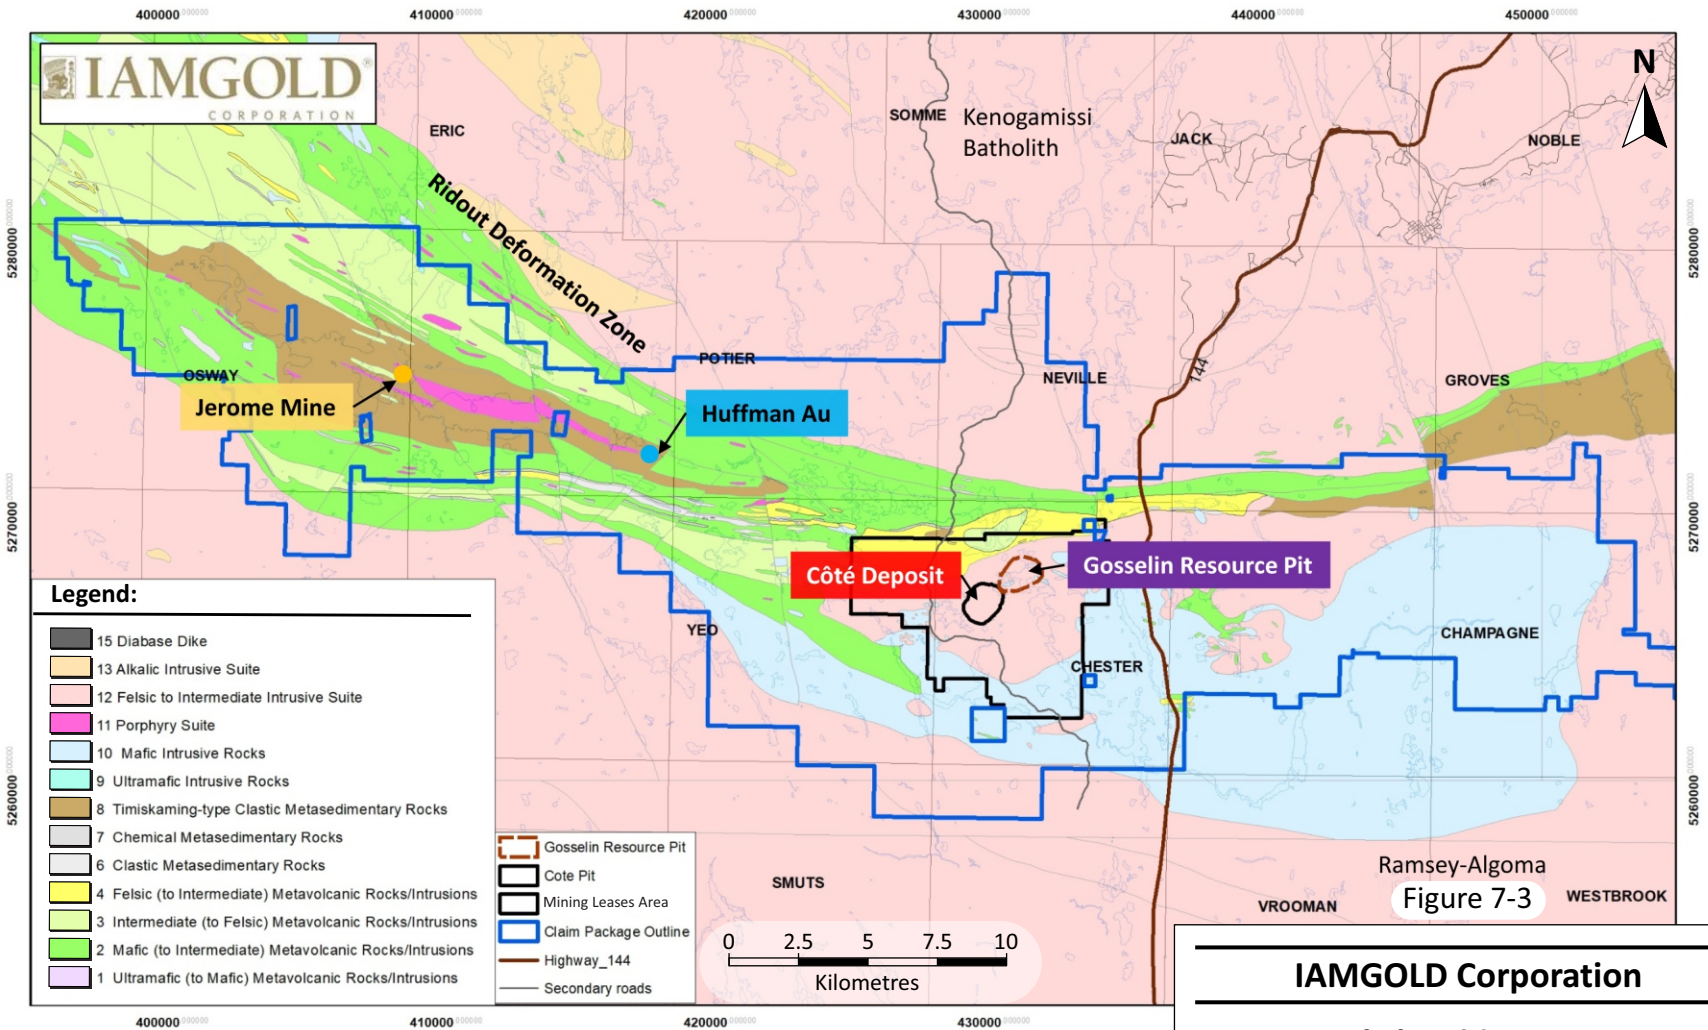 400000 410000 420000 430000 440000 450000
IAMGOLD®
CORPORATION
N
ERIC
SOMME
Kenogamissi
Batholith
JACK
NOBLE
Ridout Deformation Zone
5280000
5280000
POTIER
NEVILLE
144
GROVES
OSWAY
Jerome Mine
Huffman Au
5270000
5270000
Côté Deposit
Gosselin Resource Pit
YEO
CHESTER
CHAMPAGNE
5260000
5260000
Legend:
15 Diabase Dike
13 Alkalic Intrusive Suite
12 Felsic to Intermediate Intrusive Suite
11 Porphyry Suite
10 Mafic Intrusive Rocks
9 Ultramafic Intrusive Rocks
8 Timiskaming-type Clastic Metasedimentary Rocks
7 Chemical Metasedimentary Rocks
6 Clastic Metasedimentary Rocks
4 Felsic (to Intermediate) Metavolcanic Rocks/Intrusions
3 Intermediate (to Felsic) Metavolcanic Rocks/Intrusions
2 Mafic (to Intermediate) Metavolcanic Rocks/Intrusions
1 Ultramafic (to Mafic) Metavolcanic Rocks/Intrusions
Gosselin Resource Pit
Cote Pit
Mining Leases Area
Claim Package Outline
Highway_144
Secondary roads
SMUTS
0 2.5 5 7.5 10
Kilometres
Ramsey-Algoma
Figure 7-3
VROOMAN
WESTBROOK
IAMGOLD Corporation
400000 410000 420000 430000